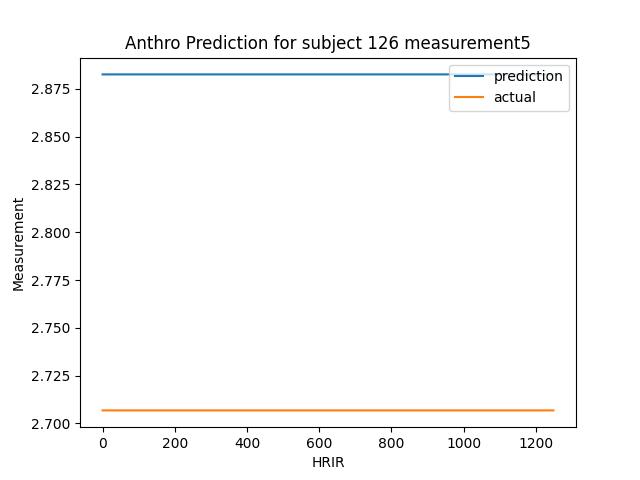 Anthro Prediction for subject 126 measurement5
prediction
actual
2.875
2.850
2.825
2.800
2.775
2.750
2.725
2.700
Measurement
0 200 400 600 800 1000 1200
HRIR